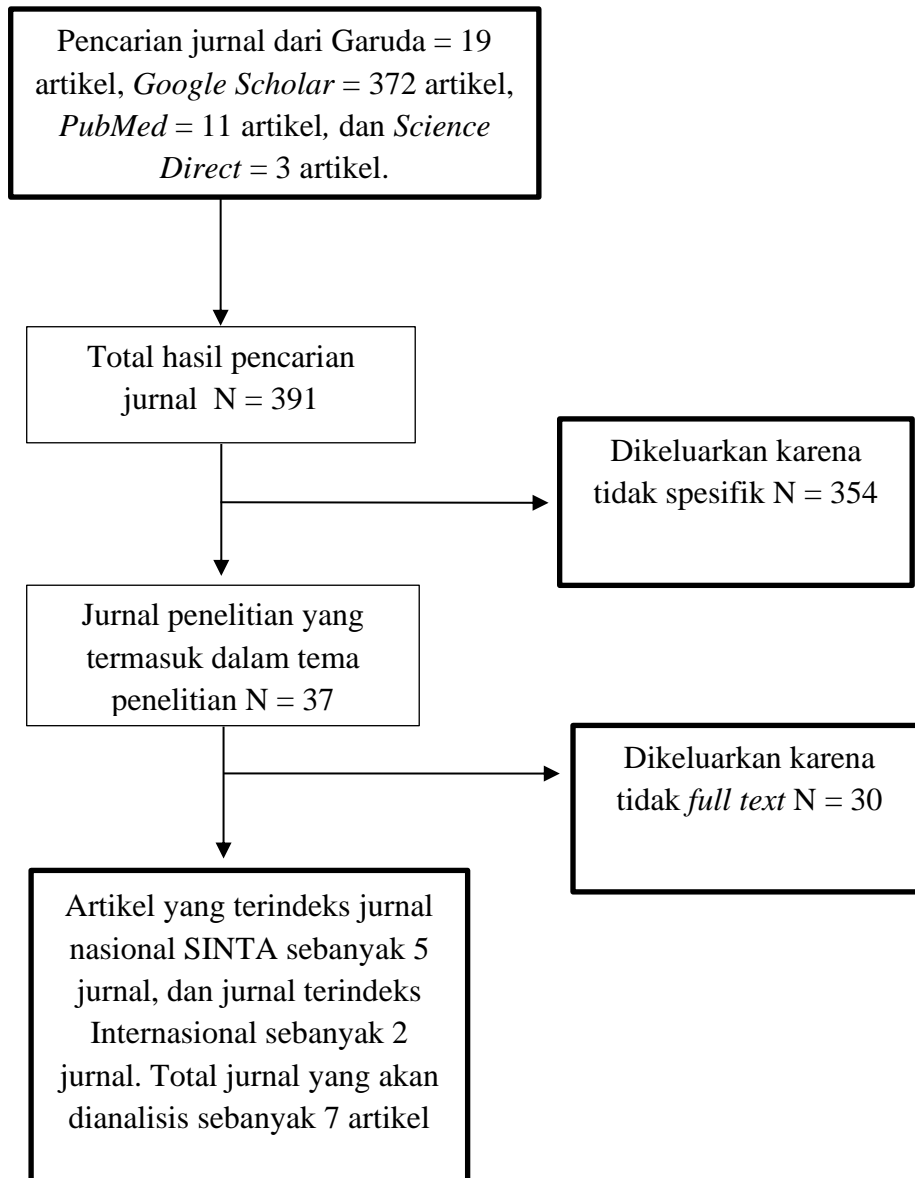 Pencarian jurnal dari Garuda = 19
artikel, Google Scholar = 372 artikel,
PubMed = 11 artikel, dan Science
Direct = 3 artikel.
Total hasil pencarian
jurnal N = 391
Dikeluarkan karena
tidak spesifik N = 354
Jurnal penelitian yang
termasuk dalam tema
penelitian N = 37
Dikeluarkan karena
tidak full text N = 30
Artikel yang terindeks jurnal
nasional SINTA sebanyak 5
jurnal, dan jurnal terindeks
Internasional sebanyak 2
jurnal. Total jurnal yang akan
dianalisis sebanyak 7 artikel